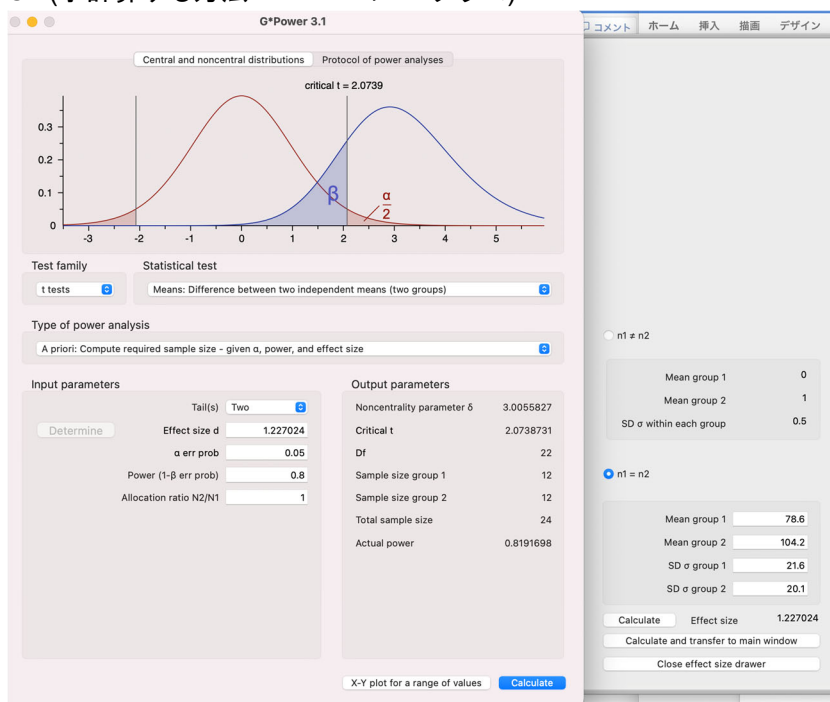 G*Power 3.1
コメント ホーム 挿入 描画 デザイン
Central and noncentral distributions Protocol of power analyses
critical t = 2.0739
0.3
0.2
0.1
0
β
α
2
-3 -2 -1 0 1 2 3 4 5
Test family Statistical test
t tests Means: Difference between two independent means (two groups)
Type of power analysis
A priori: Compute required sample size - given α, power, and effect size
Input parameters
Tail(s) Two
Determine Effect size d 1.227024
α err prob 0.05
Power (1-β err prob) 0.8
Allocation ratio N2/N1 1
Output parameters
Noncentrality parameter δ 3.0055827
Critical t 2.0738731
Df 22
Sample size group 1 12
Sample size group 2 12
Total sample size 24
Actual power 0.8191698
X-Y plot for a range of values Calculate
n1 ≠ n2
Mean group 1 0
Mean group 2 1
SD σ within each group 0.5
n1 = n2
Mean group 1 78.6
Mean group 2 104.2
SD σ group 1 21.6
SD σ group 2 20.1
Calculate Effect size 1.227024
Calculate and transfer to main window
Close effect size drawer